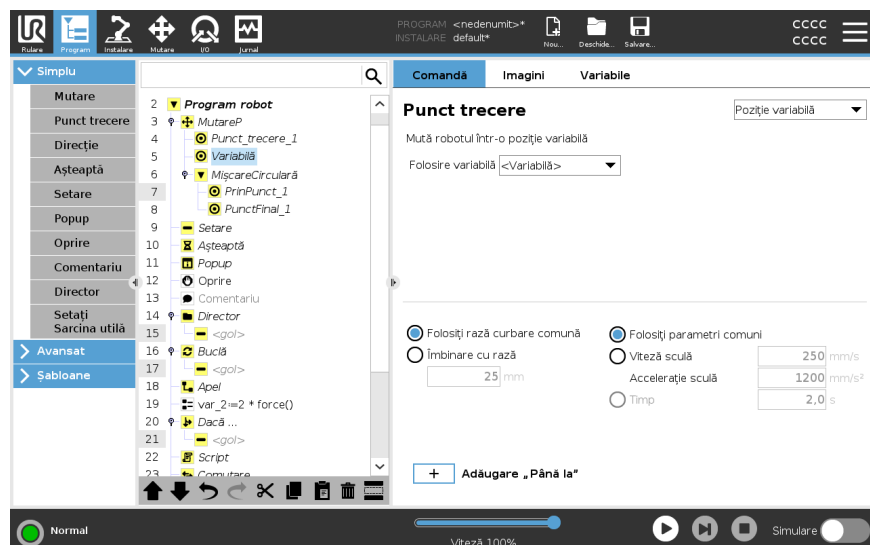 Rulare
Program
Instalare
Mutare
I/O
Jurnal
PROGRAM <nedenumit>*
INSTALARE default*
Nou...
Deschide...
Salvare...
cccc
cccc
Simplu
Mutare
Punct trecere
Direcție
Așteaptă
Setare
Popup
Oprire
Comentariu
Director
Setați
Sarcina utilă
Avansat
Șabloane
2 Program robot
3 MutareP
4 Punct_trecere_1
5 Variabilă
6 MișcareCirculară
7 PrinPunct_1
8 PunctFinal_1
9 Setare
10 Așteaptă
11 Popup
12 Oprire
13 Comentariu
14 Director
15 <gol>
16 Buclă
17 <gol>
18 Apel
19 var_2:=2 * force()
20 Dacă ...
21 <gol>
22 Script
23 Comutare
Comandă
Imagini
Variabile
Punct trecere
Poziție variabilă
Mută robotul într-o poziție variabilă
Folosire variabilă <Variabilă>
Folosiți rază curbare comună
Îmbinare cu rază
25 mm
Folosiți parametri comuni
Viteză sculă 250 mm/s
Accelerație sculă 1200 mm/s²
Timp 2,0 s
+ Adăugare „Până la”
Normal
Viteză 100%
Simulare